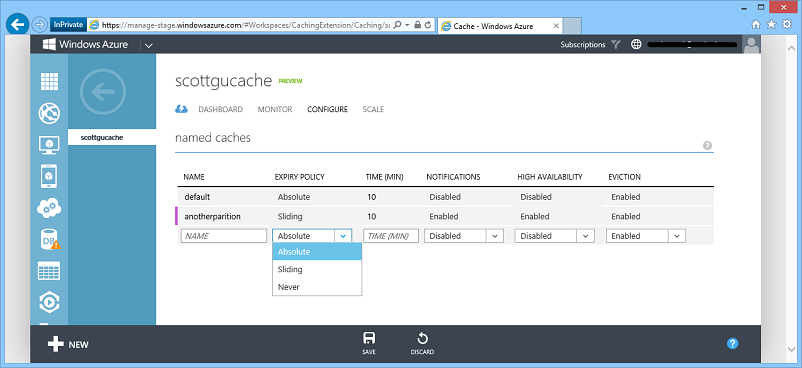 InPrivate https://manage-stage.windowsazure.com/#Workspaces/CachingExtension/Caching/sc Cache - Windows Azure
Windows Azure Subscriptions
scottgucache PREVIEW
DASHBOARD MONITOR CONFIGURE SCALE
scottgucache
named caches
?
NAME EXPIRY POLICY TIME (MIN) NOTIFICATIONS HIGH AVAILABILITY EVICTION
default Absolute 10 Disabled Disabled Enabled
anotherparition Sliding 10 Enabled Enabled Enabled
NAME Absolute TIME (MIN) Disabled Disabled Enabled
Absolute
Sliding
Never
DB
NEW SAVE DISCARD ?